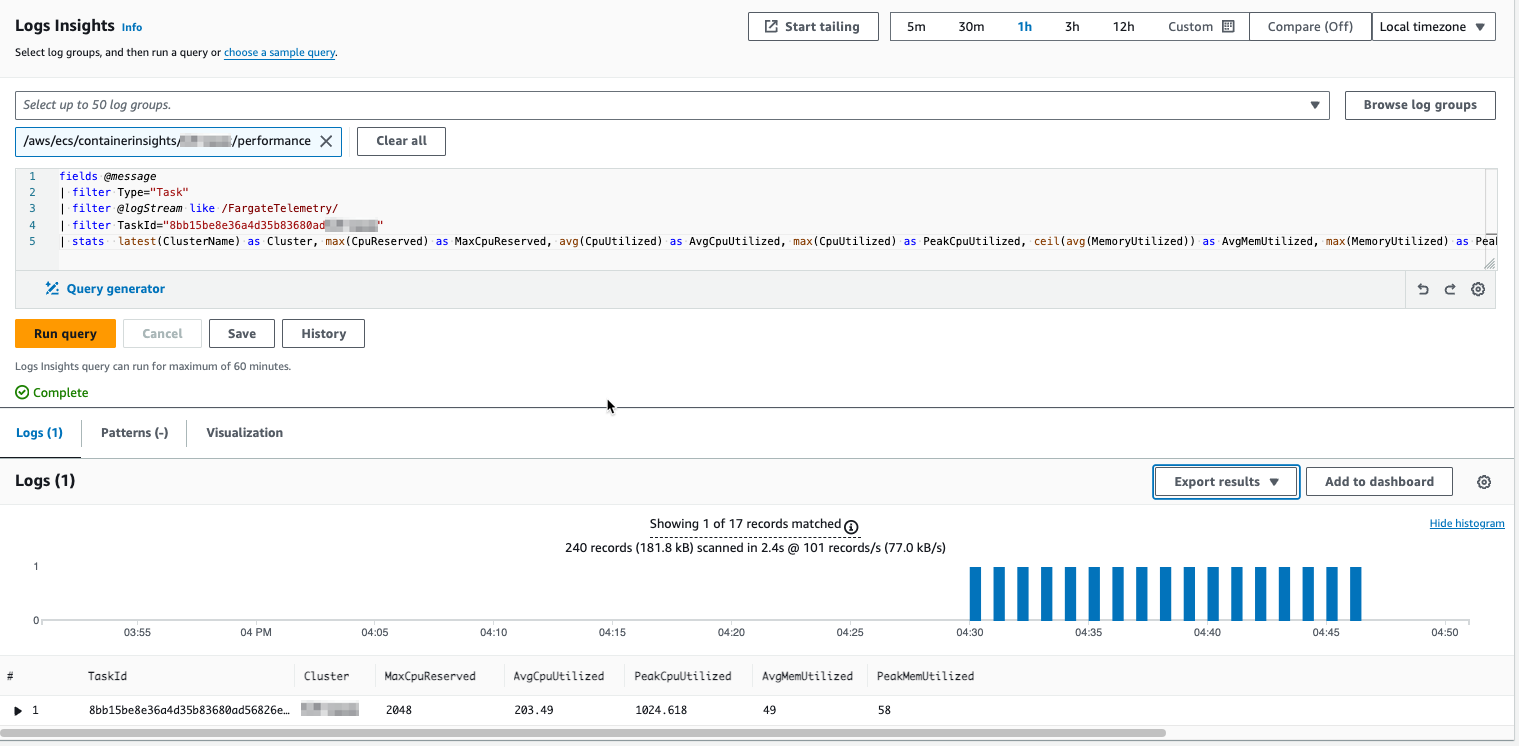 Logs Insights Info
Start tailing 5m 30m 1h 3h 12h Custom Compare (Off) Local timezone
Select log groups, and then run a query or choose a sample query.
Select up to 50 log groups.
Browse log groups
/aws/ecs/containerinsights/ /performance
Clear all
1 fields @message
2 | filter Type="Task"
3 | filter @logStream like /FargateTelemetry/
4 | filter TaskId="8bb15be8e36a4d35b83680ad "
5 | stats latest(ClusterName) as Cluster, max(CpuReserved) as MaxCpuReserved, avg(CpuUtilized) as AvgCpuUtilized, max(CpuUtilized) as PeakCpuUtilized, ceil(avg(MemoryUtilized)) as AvgMemUtilized, max(MemoryUtilized) as Peal
Query generator
Run query Cancel Save History
Logs Insights query can run for maximum of 60 minutes.
Complete
Logs (1) Patterns (-) Visualization
Logs (1)
Export results Add to dashboard
Showing 1 of 17 records matched
Hide histogram
240 records (181.8 kB) scanned in 2.4s @ 101 records/s (77.0 kB/s)
1
0
03:55 04 PM 04:05 04:10 04:15 04:20 04:25 04:30 04:35 04:40 04:45 04:50
# TaskId Cluster MaxCpuReserved AvgCpuUtilized PeakCpuUtilized AvgMemUtilized PeakMemUtilized
1 8bb15be8e36a4d35b83680ad56826e… 2048 203.49 1024.618 49 58